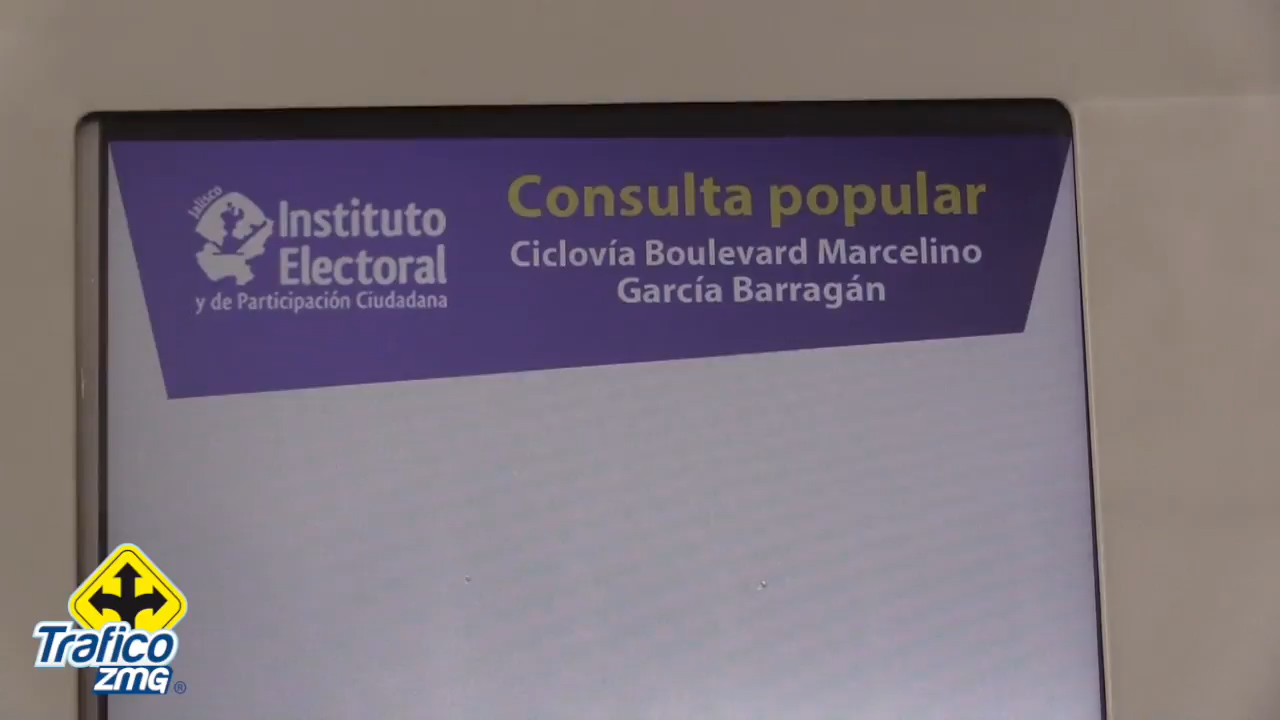 Jalisco
Instituto
Electoral
y de Participación Ciudadana
Consulta popular
Ciclovía Boulevard Marcelino
García Barragán
Trafico
ZMG®